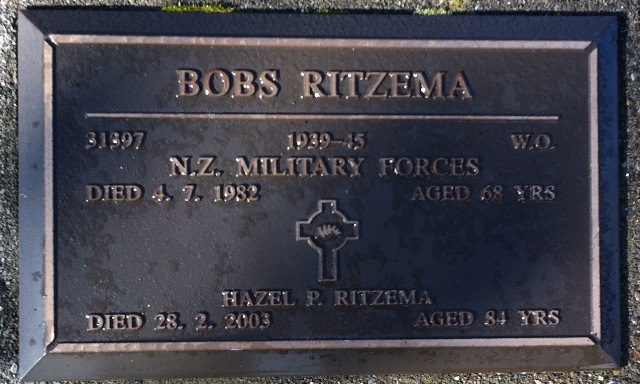 BOBS RITZEMA
31397 1939-45 W.O.
N.Z. MILITARY FORCES
DIED 4. 7. 1982 AGED 68 YRS
HAZEL P. RITZEMA
DIED 28. 2. 2003 AGED 84 YRS